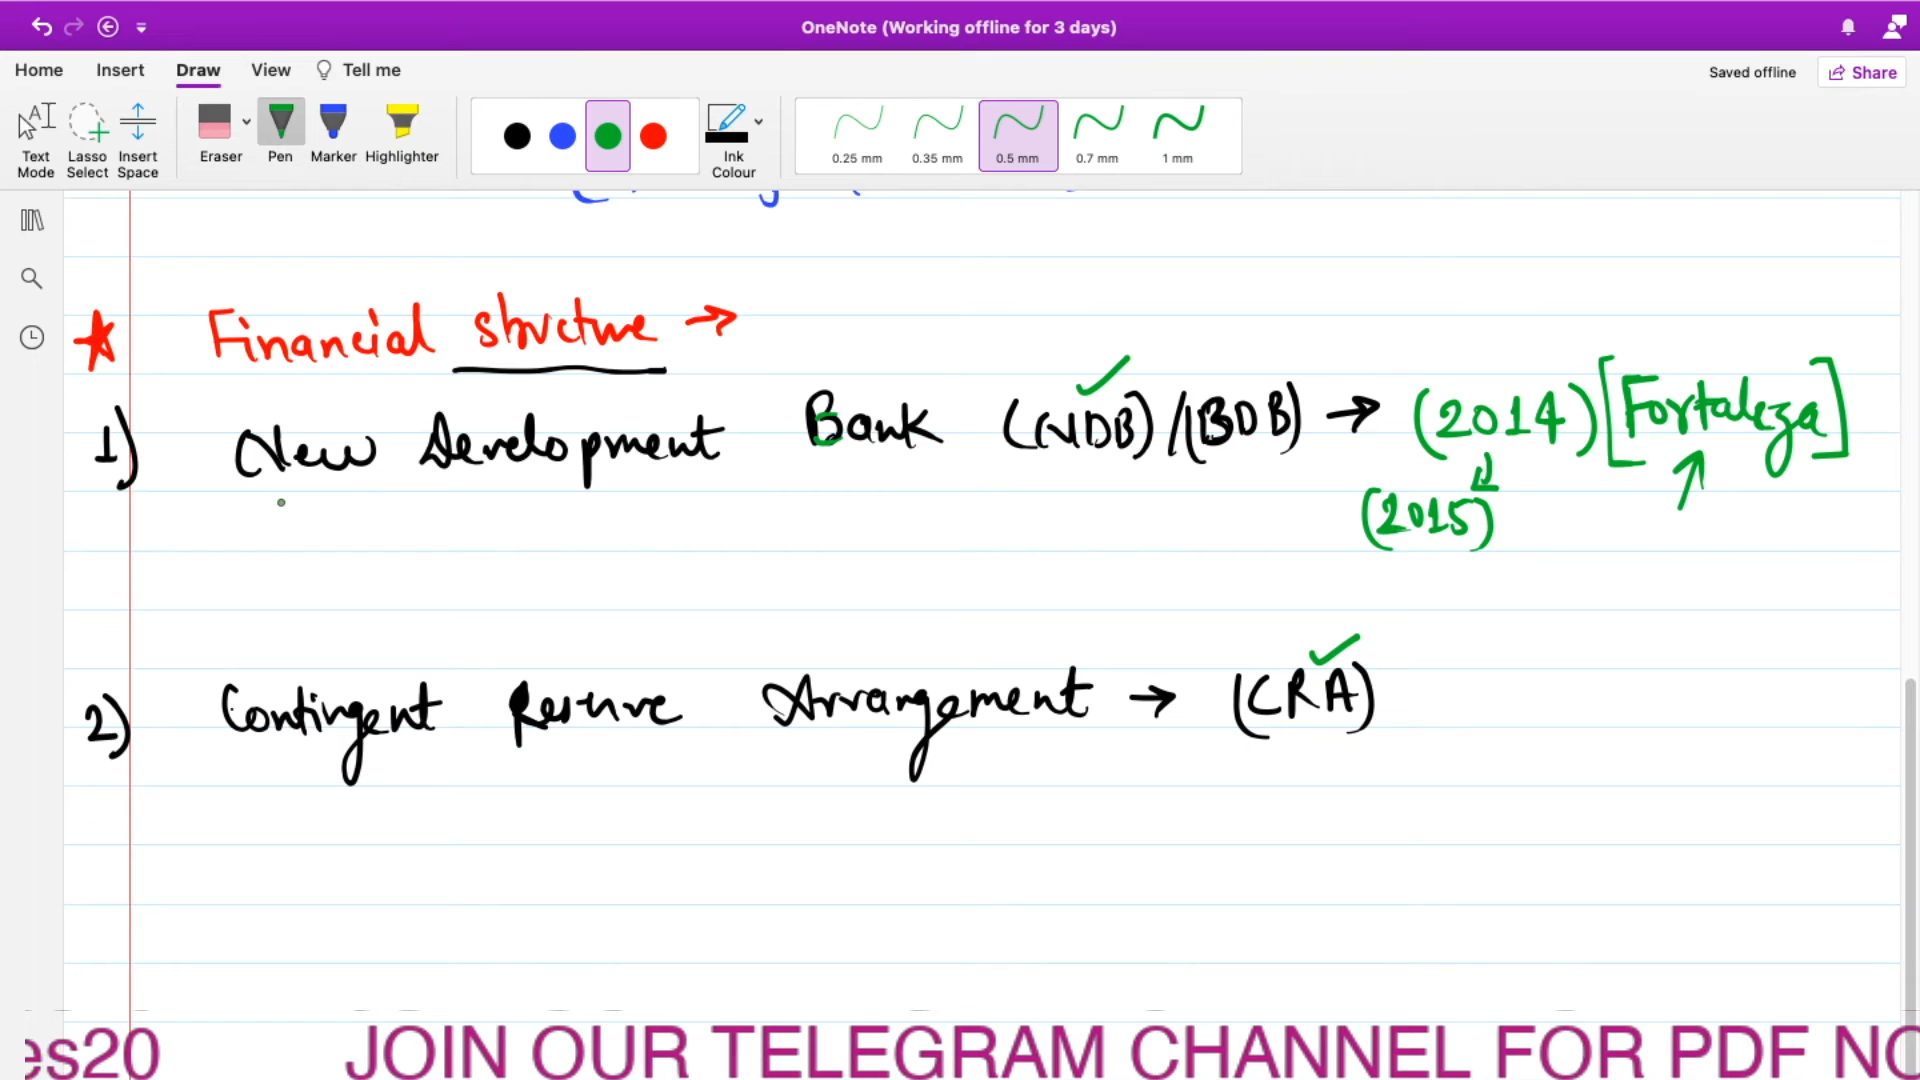 OneNote (Working offline for 3 days)
Home Insert Draw View Tell me
Saved offline Share
Text Mode Lasso Select Insert Space Eraser Pen Marker Highlighter Ink Colour 0.25 mm 0.35 mm 0.5 mm 0.7 mm 1 mm
Financial structure →
1) New Development Bank (NDB)/(BDB) → (2014) [Fortaleza]
(2015)
2) Contingent Reserve Arrangement → (CRA)
es20 JOIN OUR TELEGRAM CHANNEL FOR PDF NO